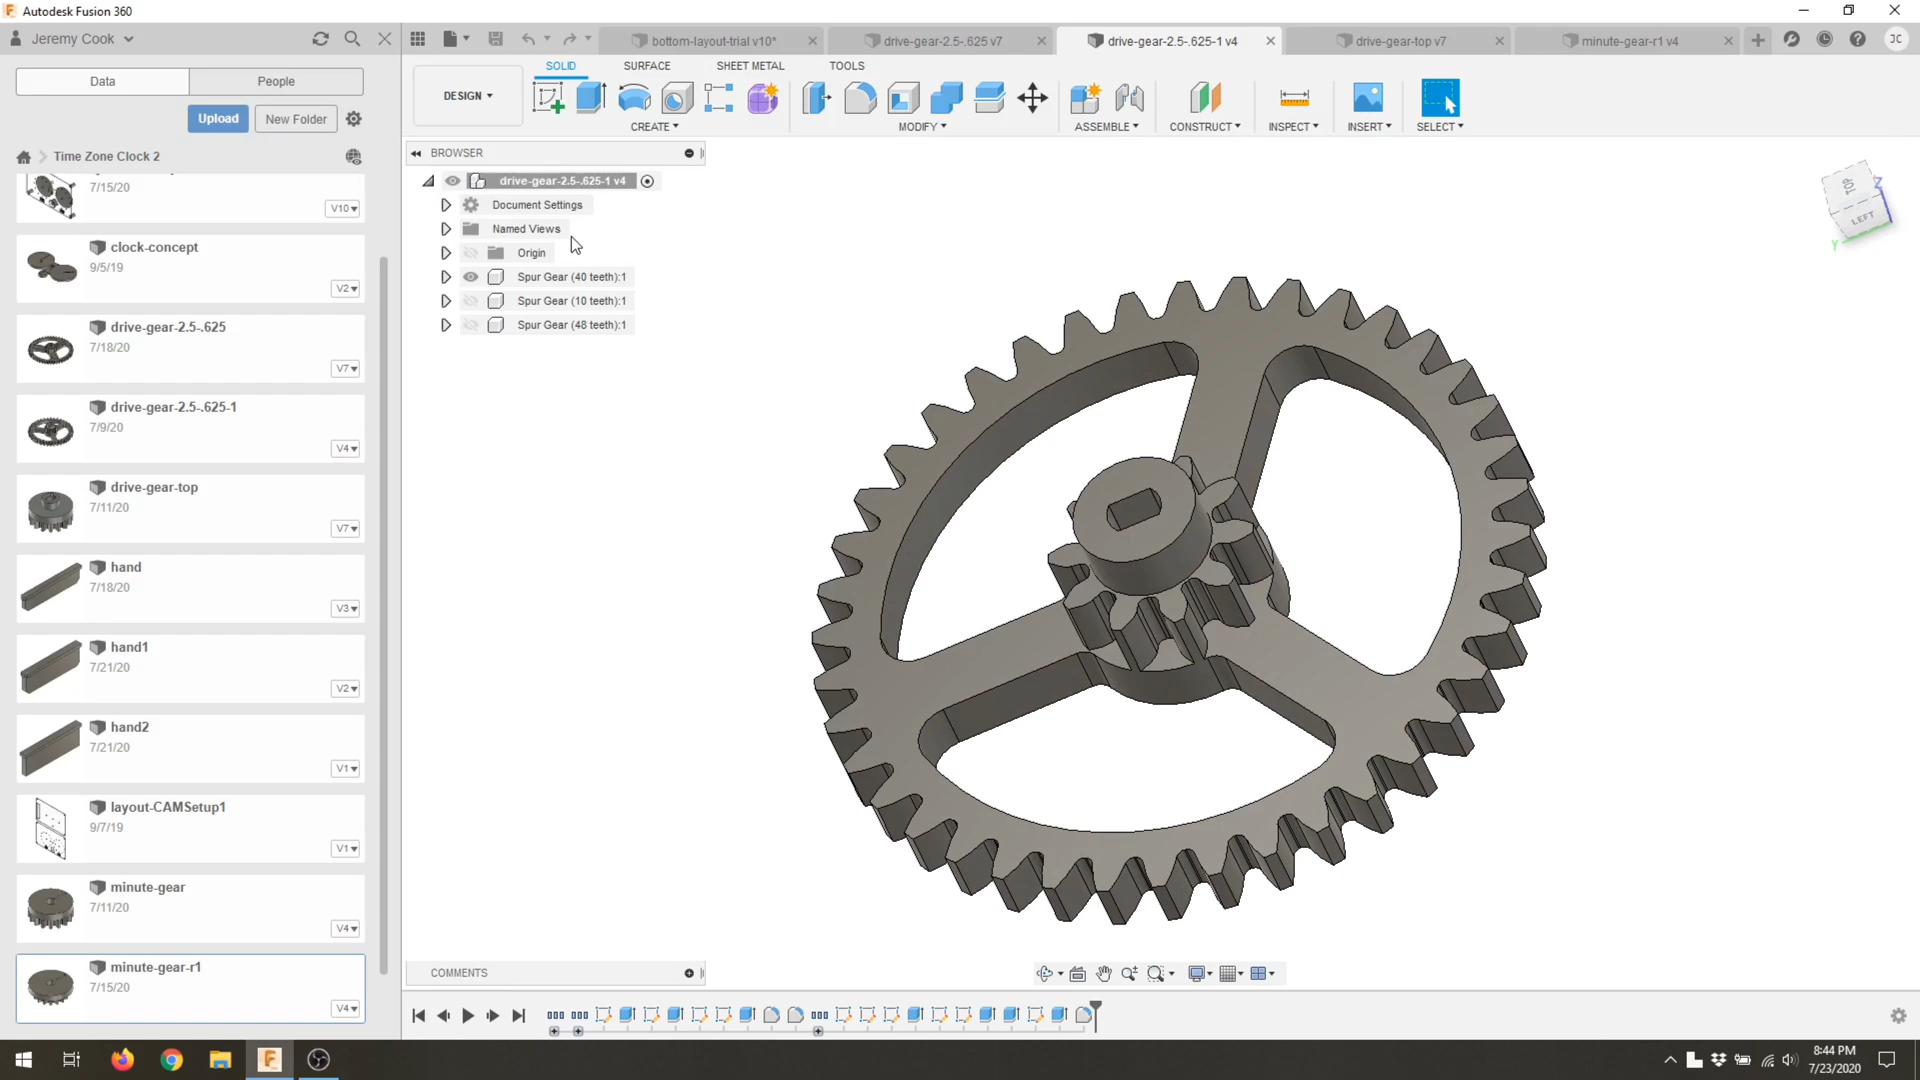 Autodesk Fusion 360
Jeremy Cook
bottom-layout-trial v10*
drive-gear-2.5-.625 v7
drive-gear-2.5-.625-1 v4
drive-gear-top v7
minute-gear-r1 v4
JC
Data
People
SOLID
SURFACE
SHEET METAL
TOOLS
DESIGN
Upload
New Folder
CREATE
MODIFY
ASSEMBLE
CONSTRUCT
INSPECT
INSERT
SELECT
Time Zone Clock 2
BROWSER
7/15/20
V10
drive-gear-2.5-.625-1 v4
Document Settings
Named Views
Origin
Spur Gear (40 teeth):1
Spur Gear (10 teeth):1
Spur Gear (48 teeth):1
TOP
LEFT
Z
Y
clock-concept
9/5/19
V2
drive-gear-2.5-.625
7/18/20
V7
drive-gear-2.5-.625-1
7/9/20
V4
drive-gear-top
7/11/20
V7
hand
7/18/20
V3
hand1
7/21/20
V2
hand2
7/21/20
V1
layout-CAMSetup1
9/7/19
V1
minute-gear
7/11/20
V4
minute-gear-r1
7/15/20
V4
COMMENTS
8:44 PM
7/23/2020